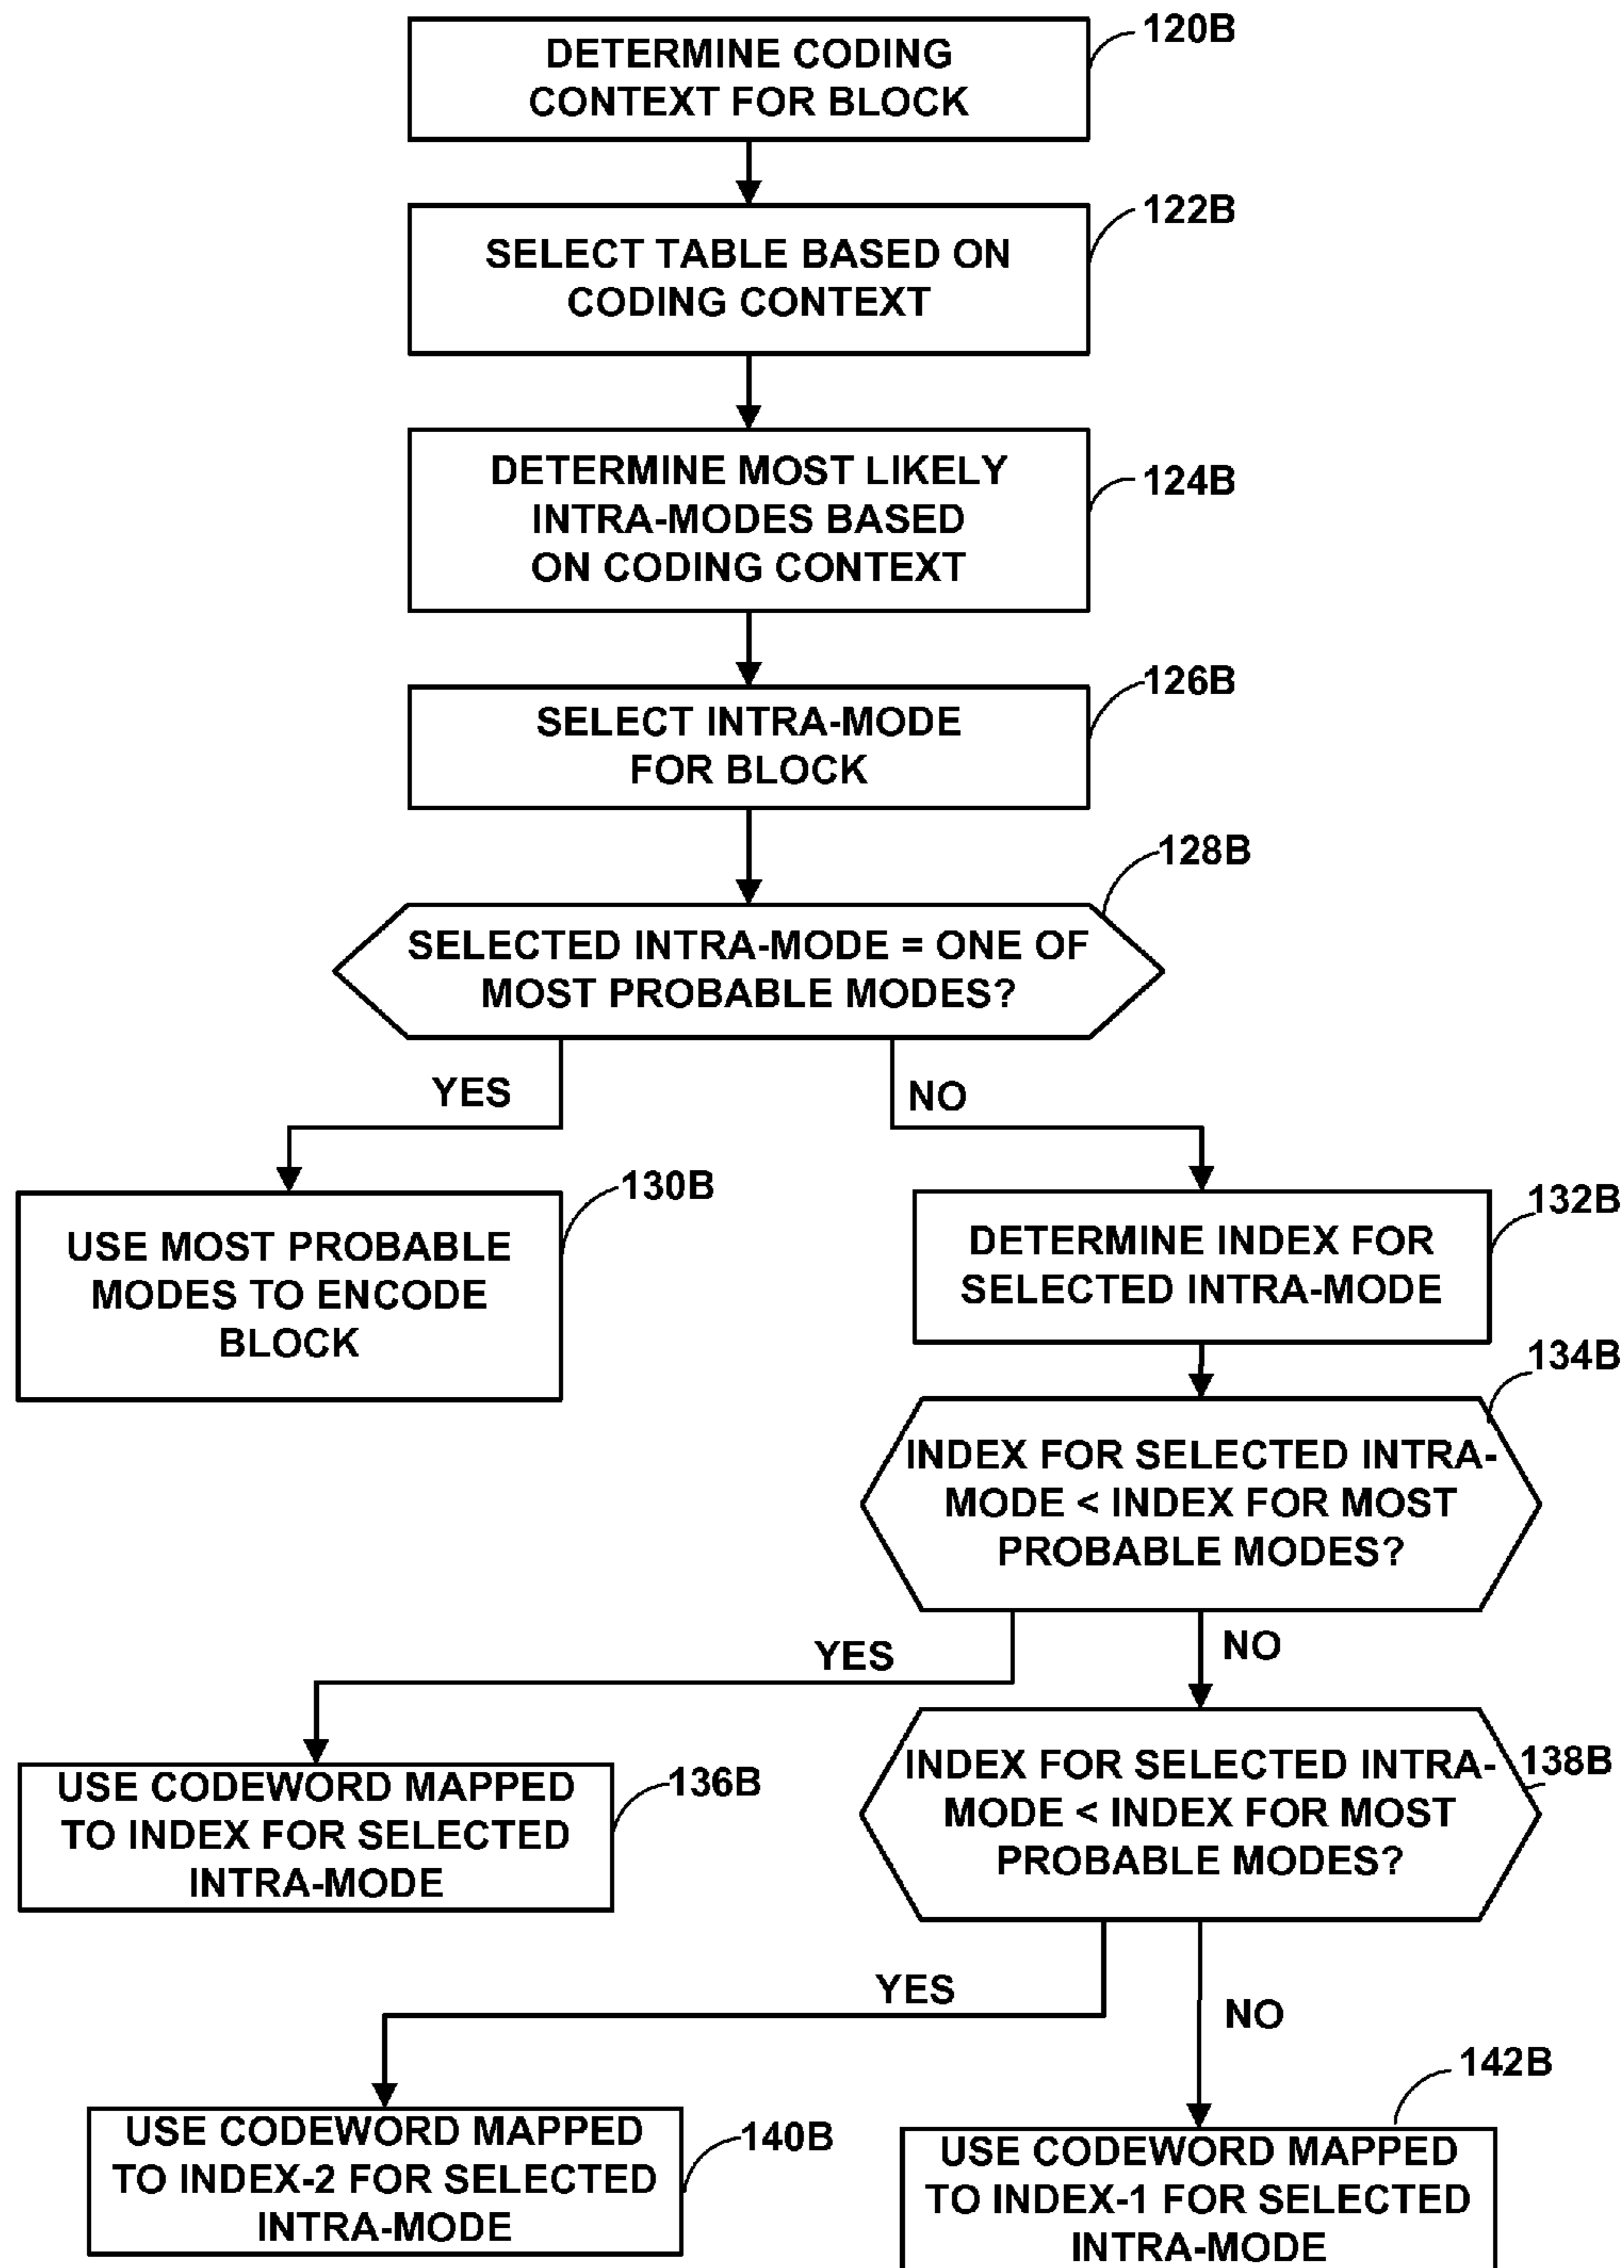 120B
DETERMINE CODING
CONTEXT FOR BLOCK
122B
SELECT TABLE BASED ON
CODING CONTEXT
124B
DETERMINE MOST LIKELY
INTRA-MODES BASED
ON CODING CONTEXT
126B
SELECT INTRA-MODE
FOR BLOCK
128B
SELECTED INTRA-MODE = ONE OF
MOST PROBABLE MODES?
YES
NO
130B
USE MOST PROBABLE
MODES TO ENCODE
BLOCK
132B
DETERMINE INDEX FOR
SELECTED INTRA-MODE
134B
INDEX FOR SELECTED INTRA-
MODE < INDEX FOR MOST
PROBABLE MODES?
YES
NO
136B
USE CODEWORD MAPPED
TO INDEX FOR SELECTED
INTRA-MODE
138B
INDEX FOR SELECTED INTRA-
MODE < INDEX FOR MOST
PROBABLE MODES?
YES
NO
140B
USE CODEWORD MAPPED
TO INDEX-2 FOR SELECTED
INTRA-MODE
142B
USE CODEWORD MAPPED
TO INDEX-1 FOR SELECTED
INTRA-MODE